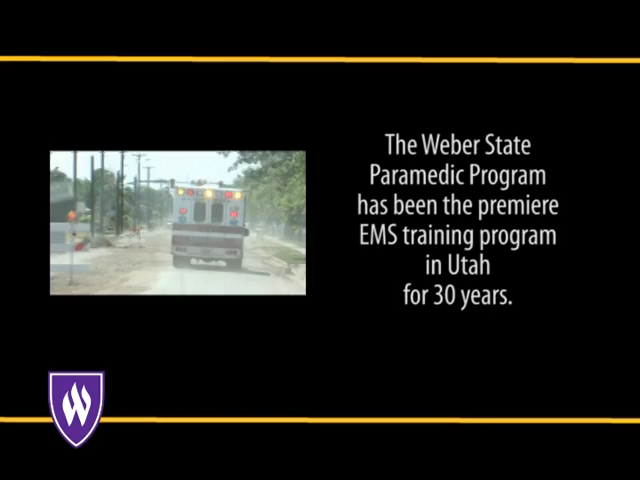 The Weber State
Paramedic Program
has been the premiere
EMS training program
in Utah
for 30 years.
W